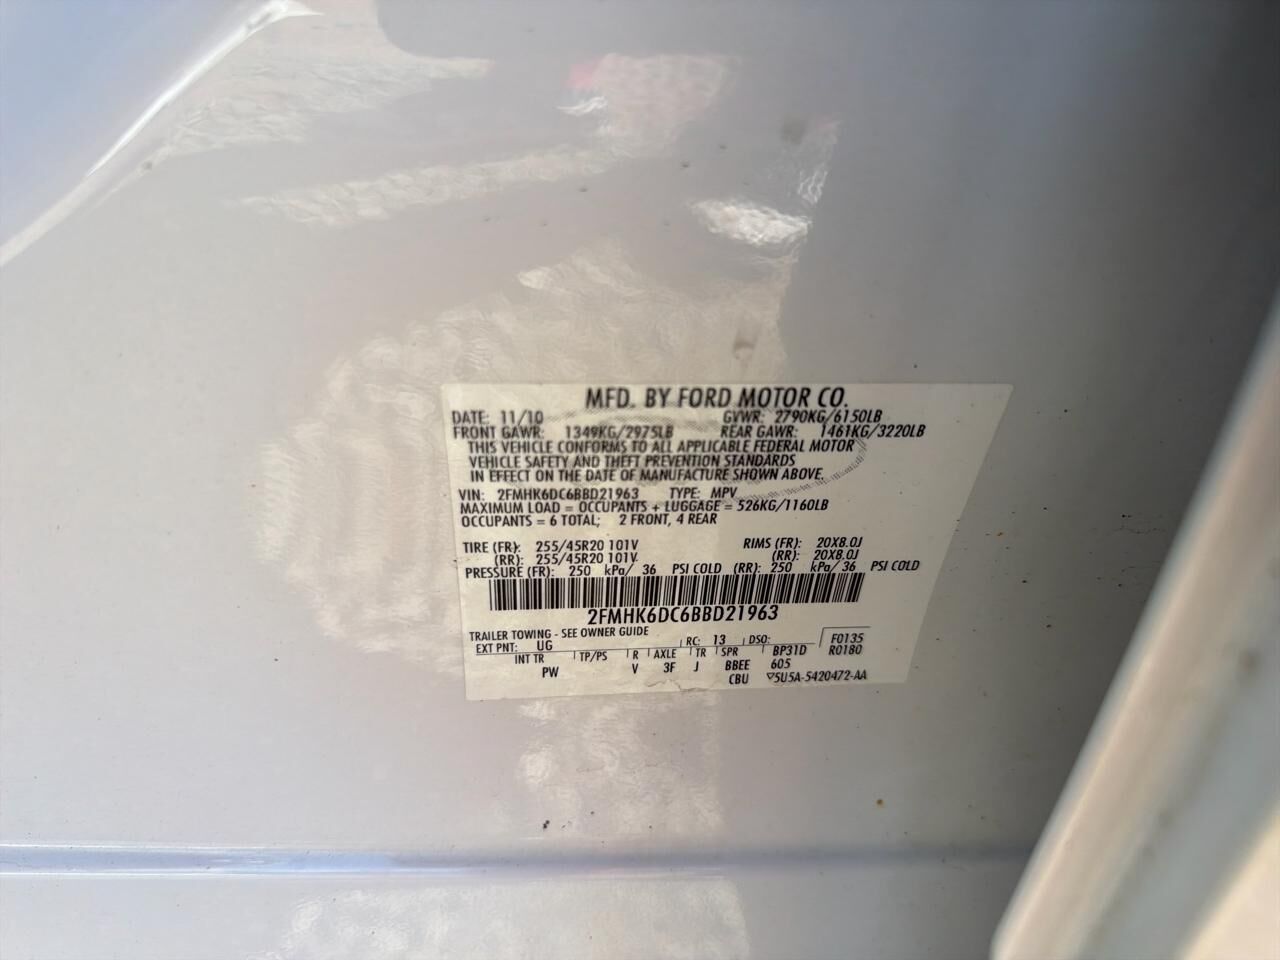 MFD. BY FORD MOTOR CO.
DATE: 11/10 GVWR: 2790KG/6150LB
FRONT GAWR: 1349KG/2975LB REAR GAWR: 1461KG/3220LB
THIS VEHICLE CONFORMS TO ALL APPLICABLE FEDERAL MOTOR
VEHICLE SAFETY AND THEFT PREVENTION STANDARDS
IN EFFECT ON THE DATE OF MANUFACTURE SHOWN ABOVE.
VIN: 2FMHK6DC6BBD21963 TYPE: MPV
MAXIMUM LOAD = OCCUPANTS + LUGGAGE = 526KG/1160LB
OCCUPANTS = 6 TOTAL; 2 FRONT, 4 REAR
TIRE (FR): 255/45R20 101V RIMS (FR): 20X8.0J
(RR): 255/45R20 101V (RR): 20X8.0J
PRESSURE (FR): 250 kPa/ 36 PSI COLD (RR): 250 kPa/ 36 PSI COLD
2FMHK6DC6BBD21963
TRAILER TOWING - SEE OWNER GUIDE
EXT PNT: UG RC: 13 DSO: F0135
INT TR TP/PS R AXLE TR SPR BP31D R0180
PW V 3F J BBEE 605
CBU ▽5U5A-5420472-AA